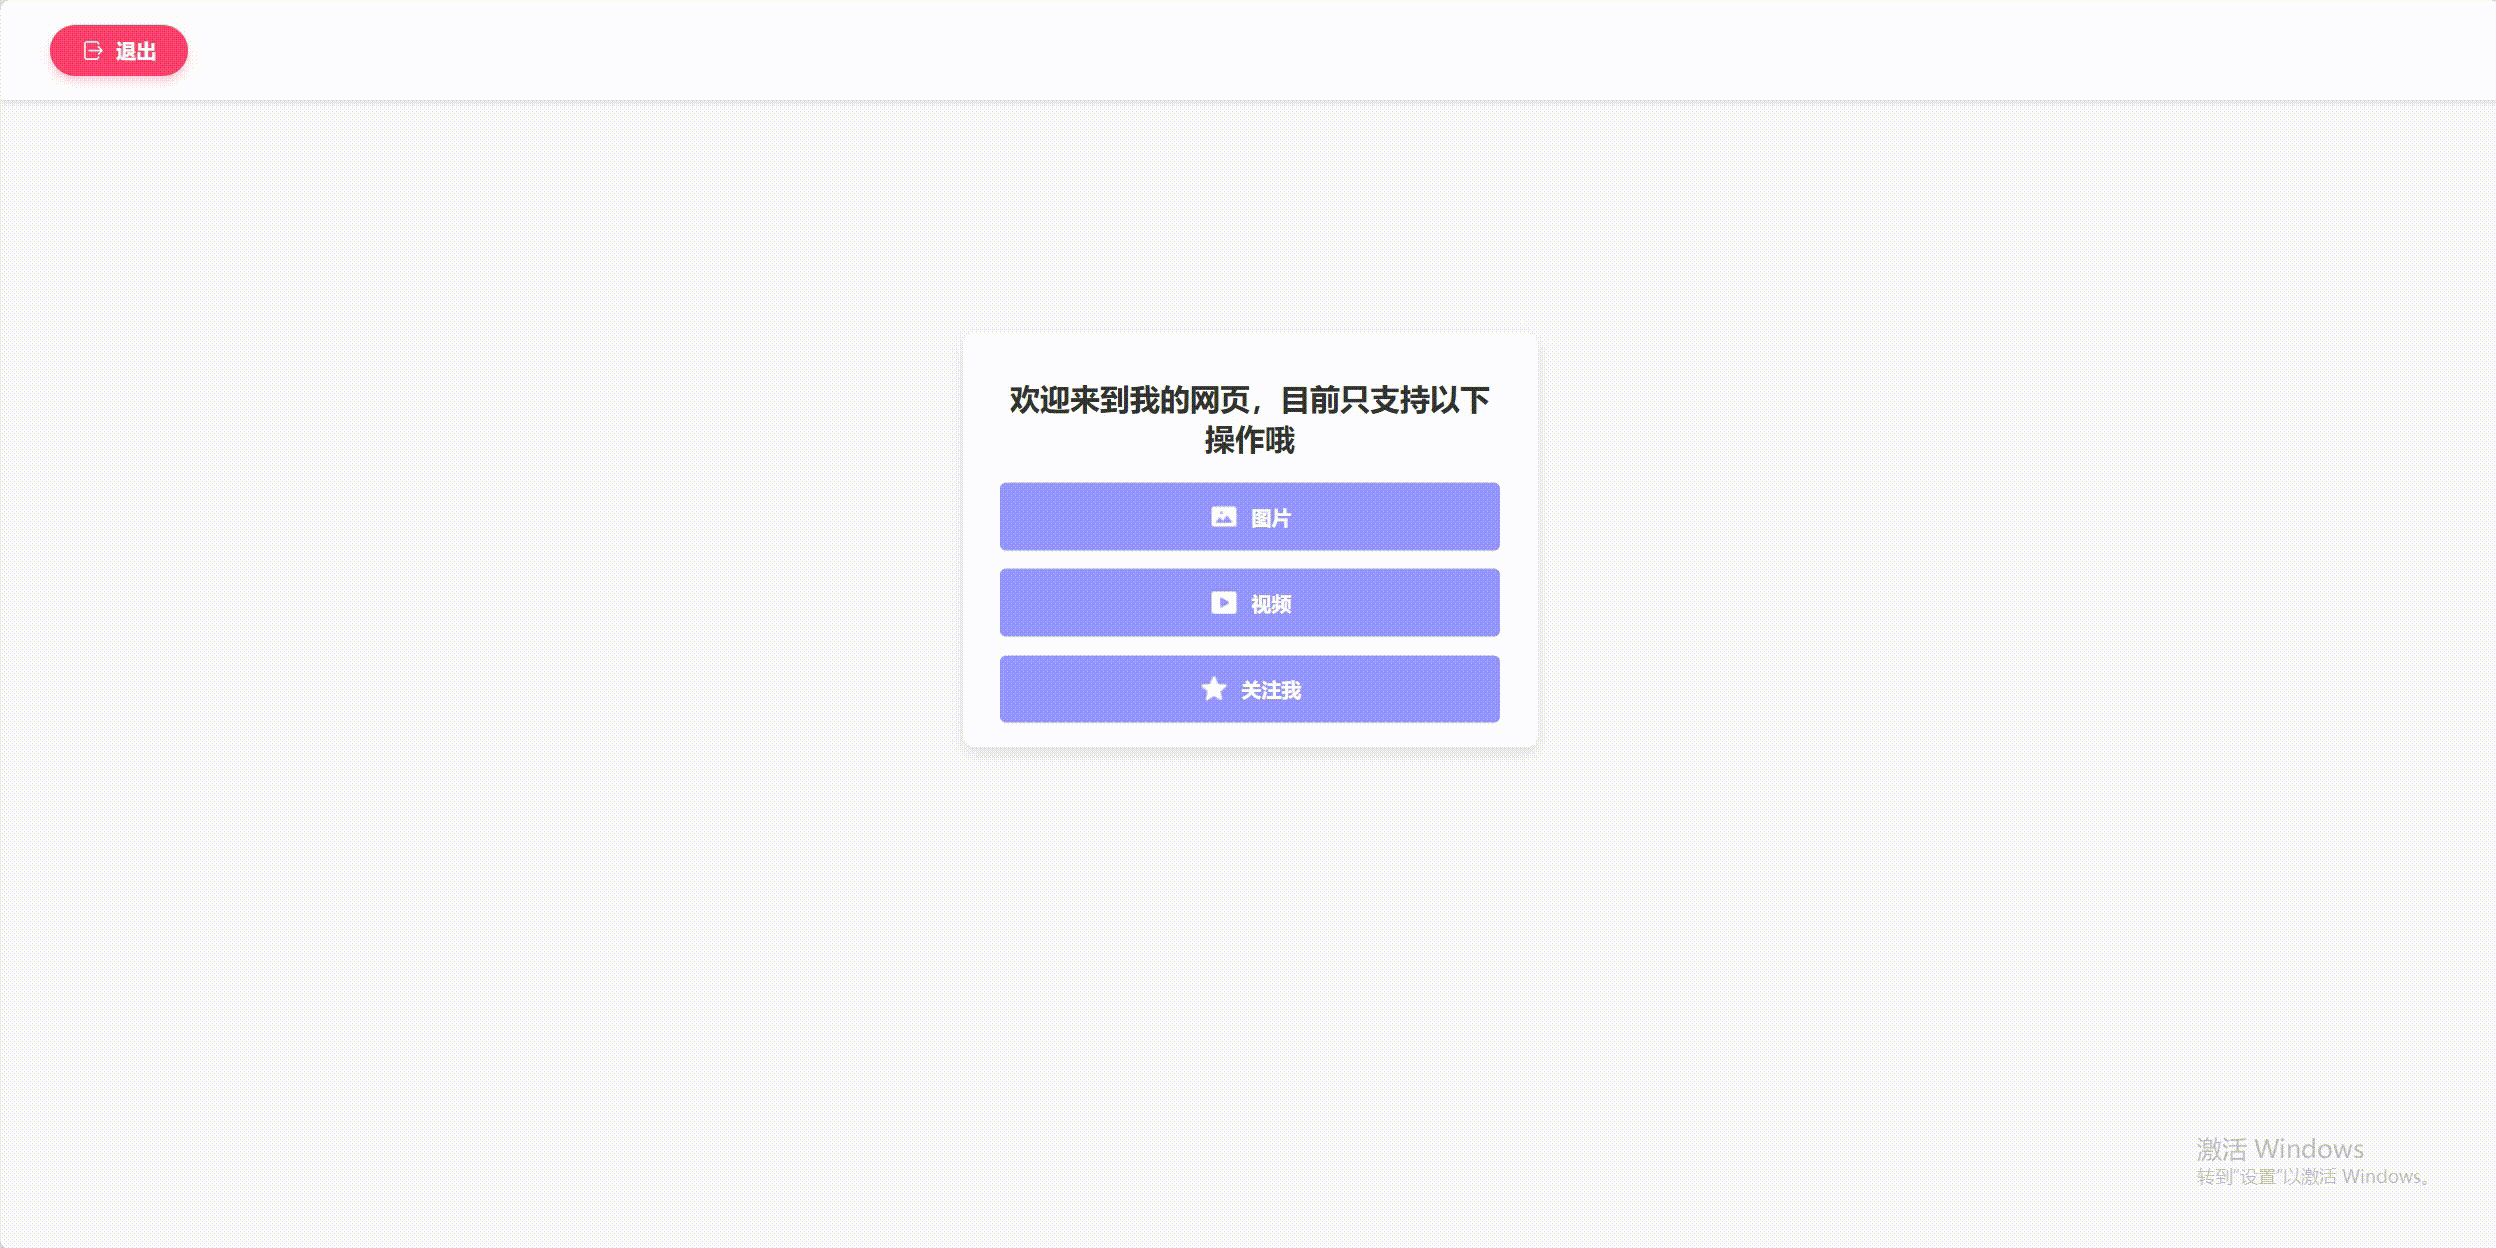 退出
欢迎来到我的网页，目前只支持以下
操作哦
图片
视频
关注我
激活 Windows
转到"设置"以激活 Windows。